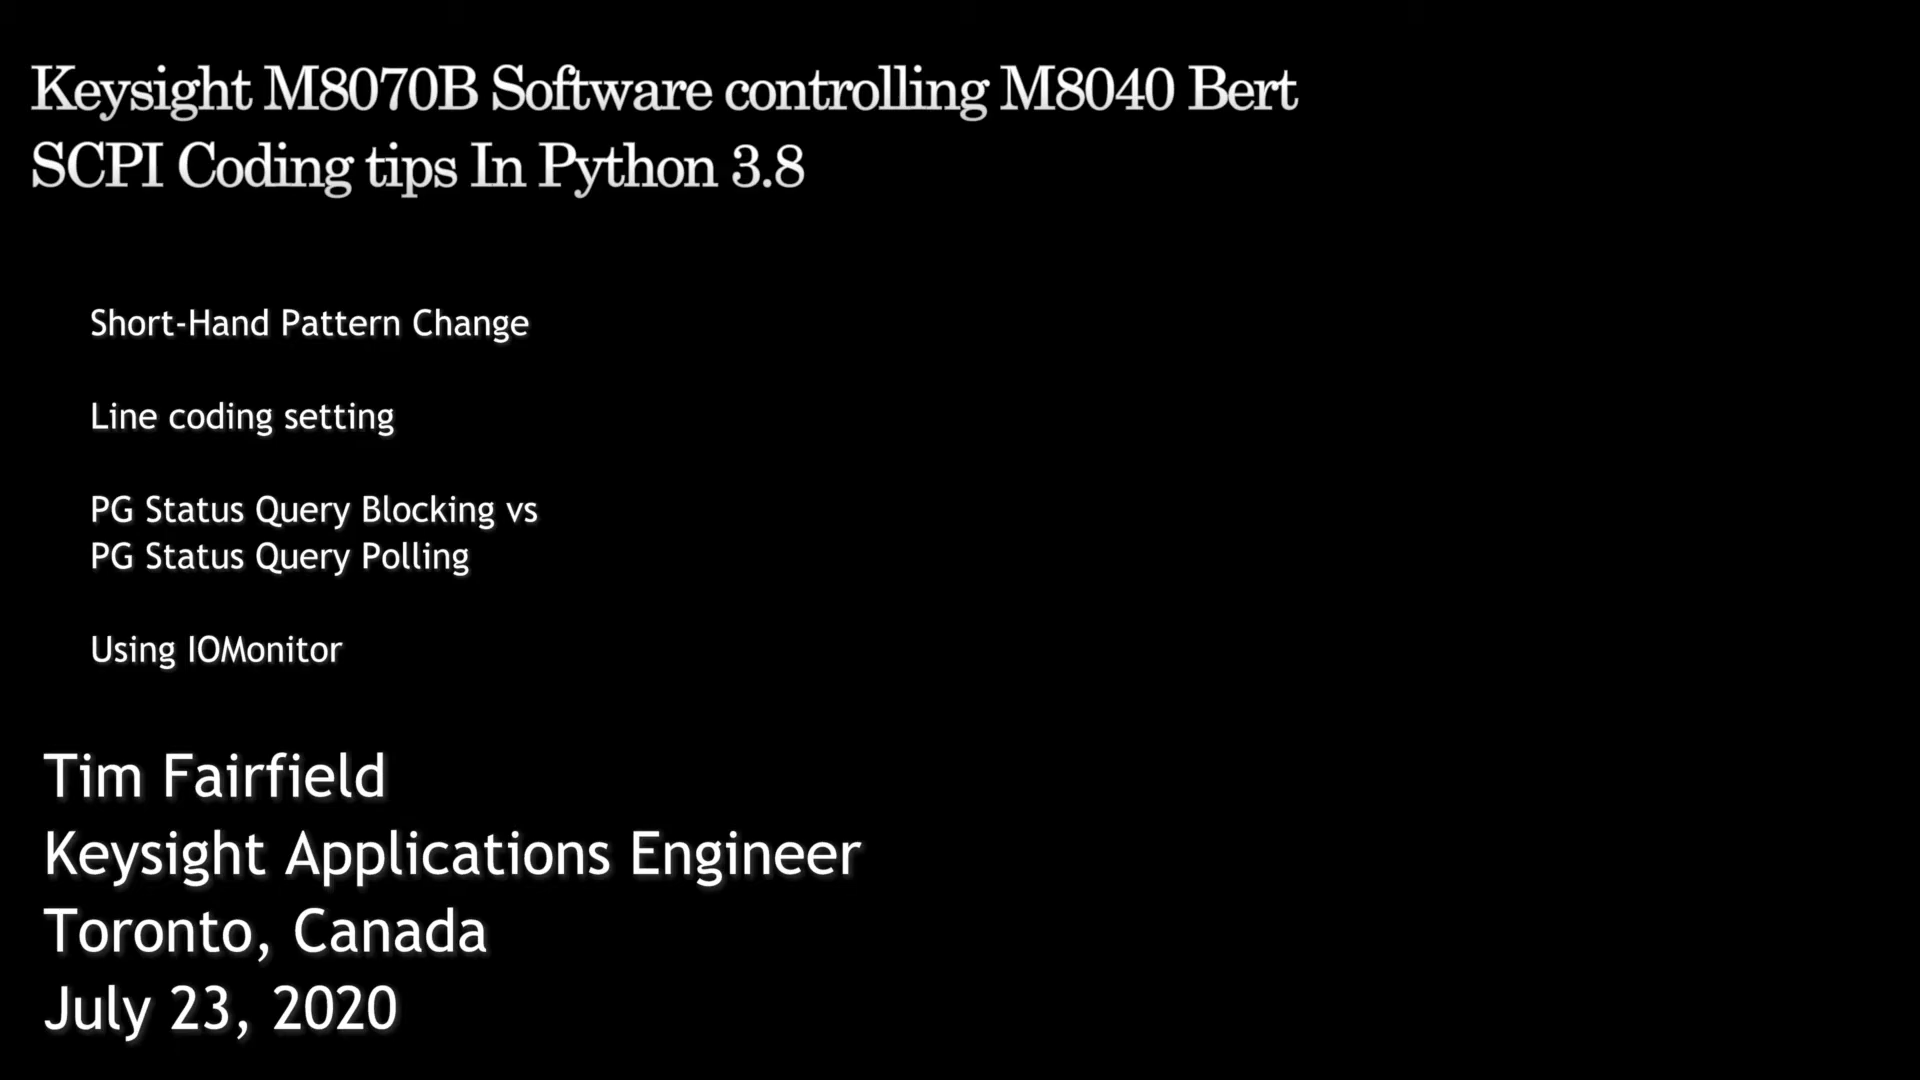 Keysight M8070B Software controlling M8040 Bert
SCPI Coding tips In Python 3.8
Short-Hand Pattern Change
Line coding setting
PG Status Query Blocking vs
PG Status Query Polling
Using IOMonitor
Tim Fairfield
Keysight Applications Engineer
Toronto, Canada
July 23, 2020